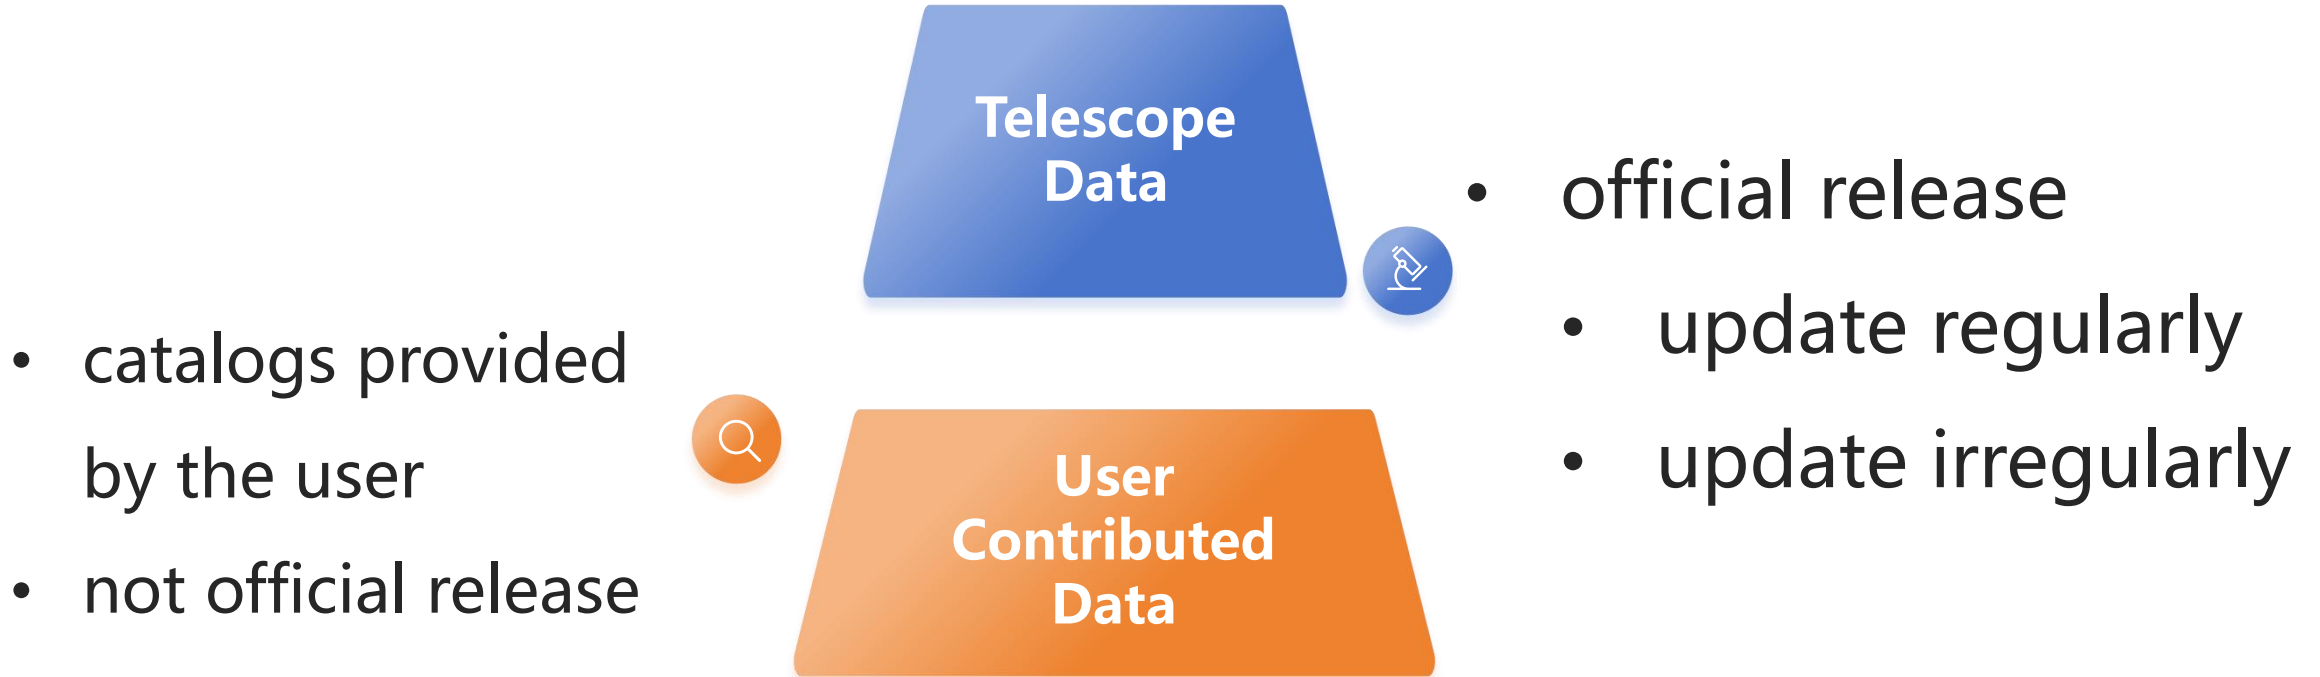 Telescope
Data
• official release
• update regularly
• update irregularly
• catalogs provided
by the user
• not official release
User
Contributed
Data